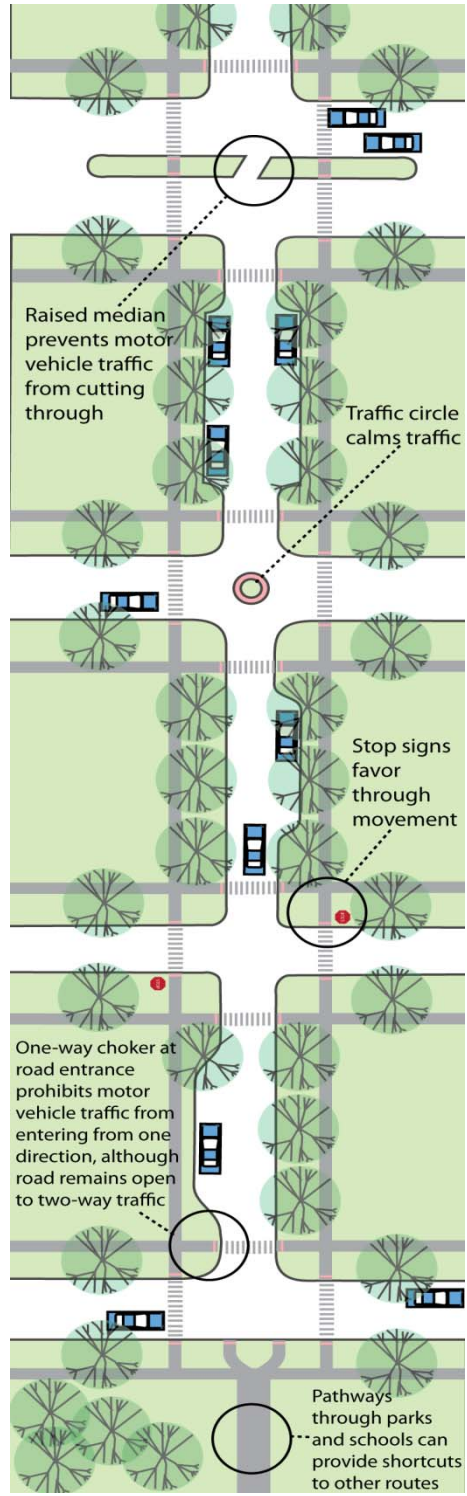 Raised median
prevents motor
vehicle traffic
from cutting
through
Traffic circle
calms traffic
Stop signs
favor
through
movement
One-way choker at
road entrance
prohibits motor
vehicle traffic from
entering from one
direction, although
road remains open
to two-way traffic
Pathways
through parks
and schools can
provide shortcuts
to other routes